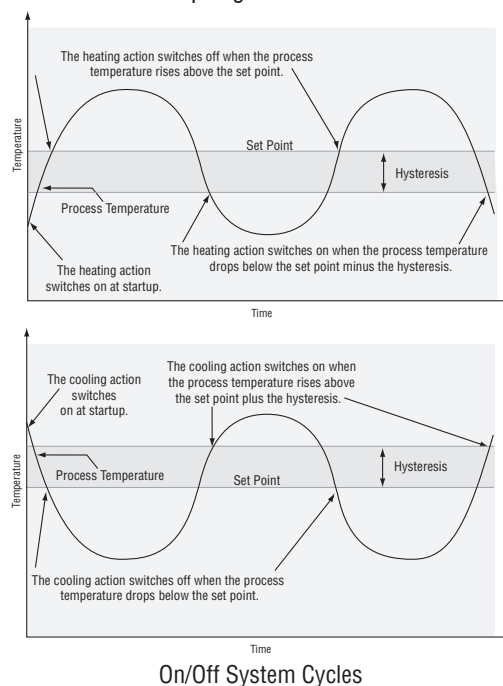 The heating action switches off when the process
temperature rises above the set point.
Temperature
Set Point
Hysteresis
Process Temperature
The heating action switches on when the process temperature
drops below the set point minus the hysteresis.
The heating action
switches on at startup.
Time
The cooling action switches on when
the process temperature rises above
the set point plus the hysteresis.
The cooling action
switches
on at startup.
Temperature
Process Temperature
Hysteresis
Set Point
The cooling action switches off when the process
temperature drops below the set point.
Time
On/Off System Cycles